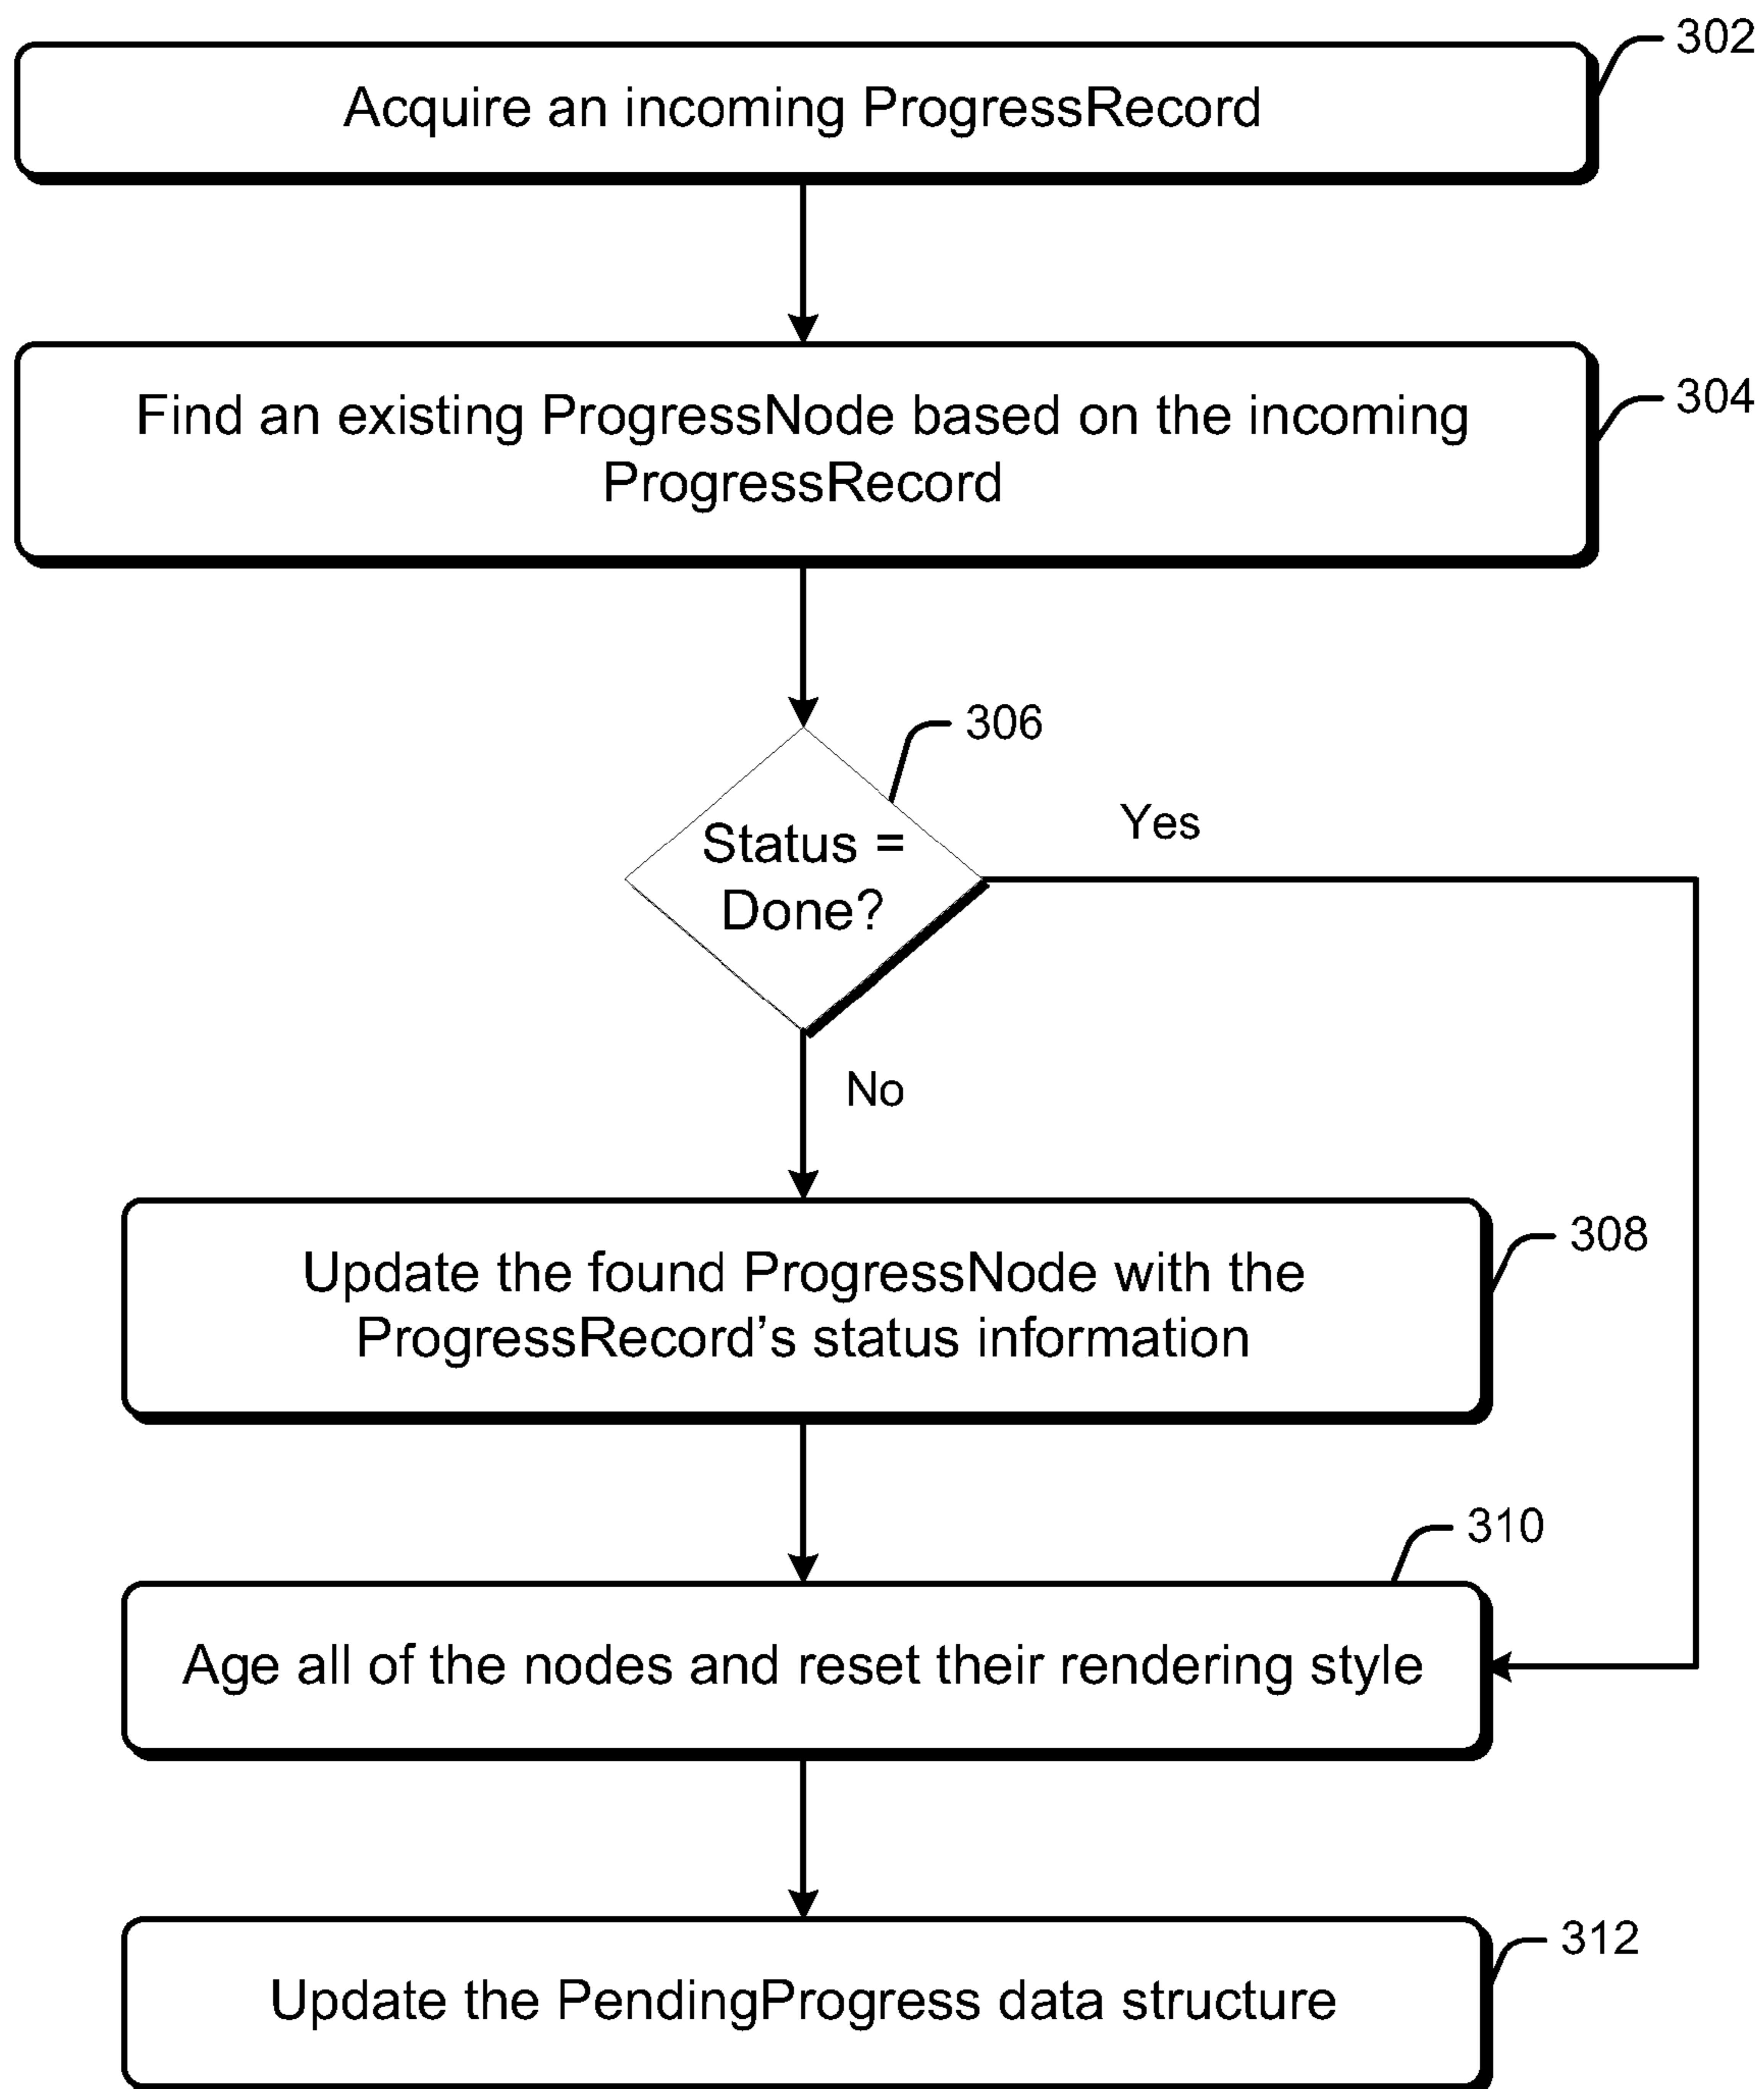 302
Acquire an incoming ProgressRecord
304
Find an existing ProgressNode based on the incoming
ProgressRecord
306
Status =
Done?
Yes
No
308
Update the found ProgressNode with the
ProgressRecord’s status information
310
Age all of the nodes and reset their rendering style
312
Update the PendingProgress data structure